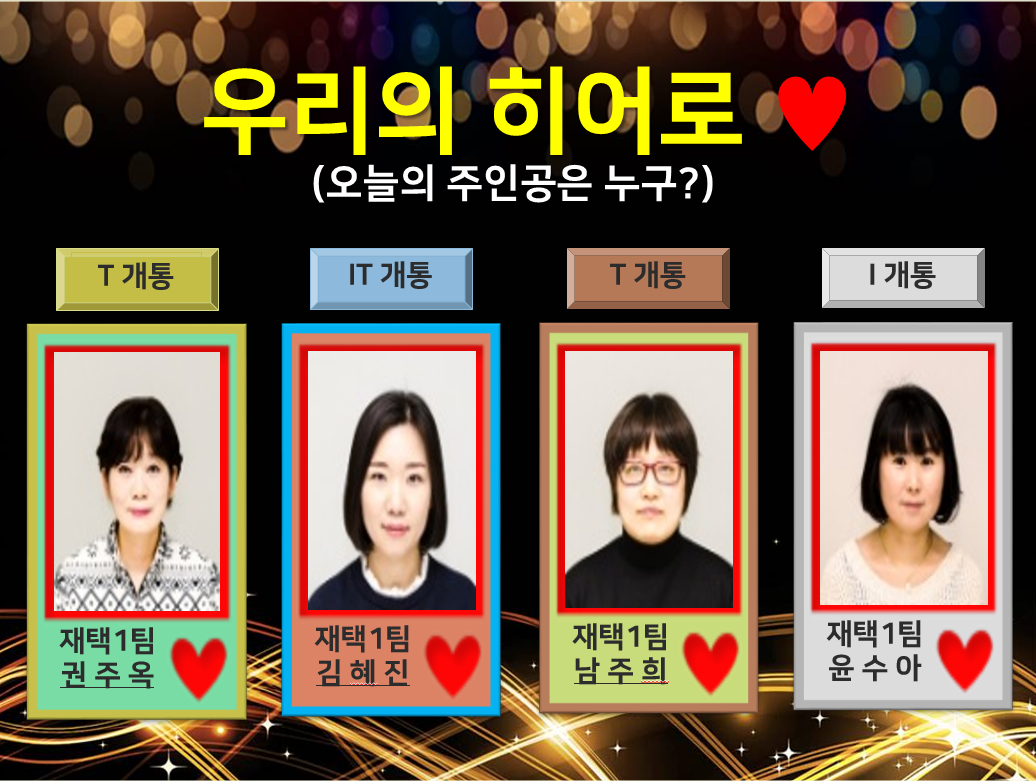 우리의 히어로 ♥
(오늘의 주인공은 누구?)
T 개통
IT 개통
T 개통
I 개통
재택1팀
권 주 옥
재택1팀
김 혜 진
재택1팀
남 주 희
재택1팀
윤 수 아